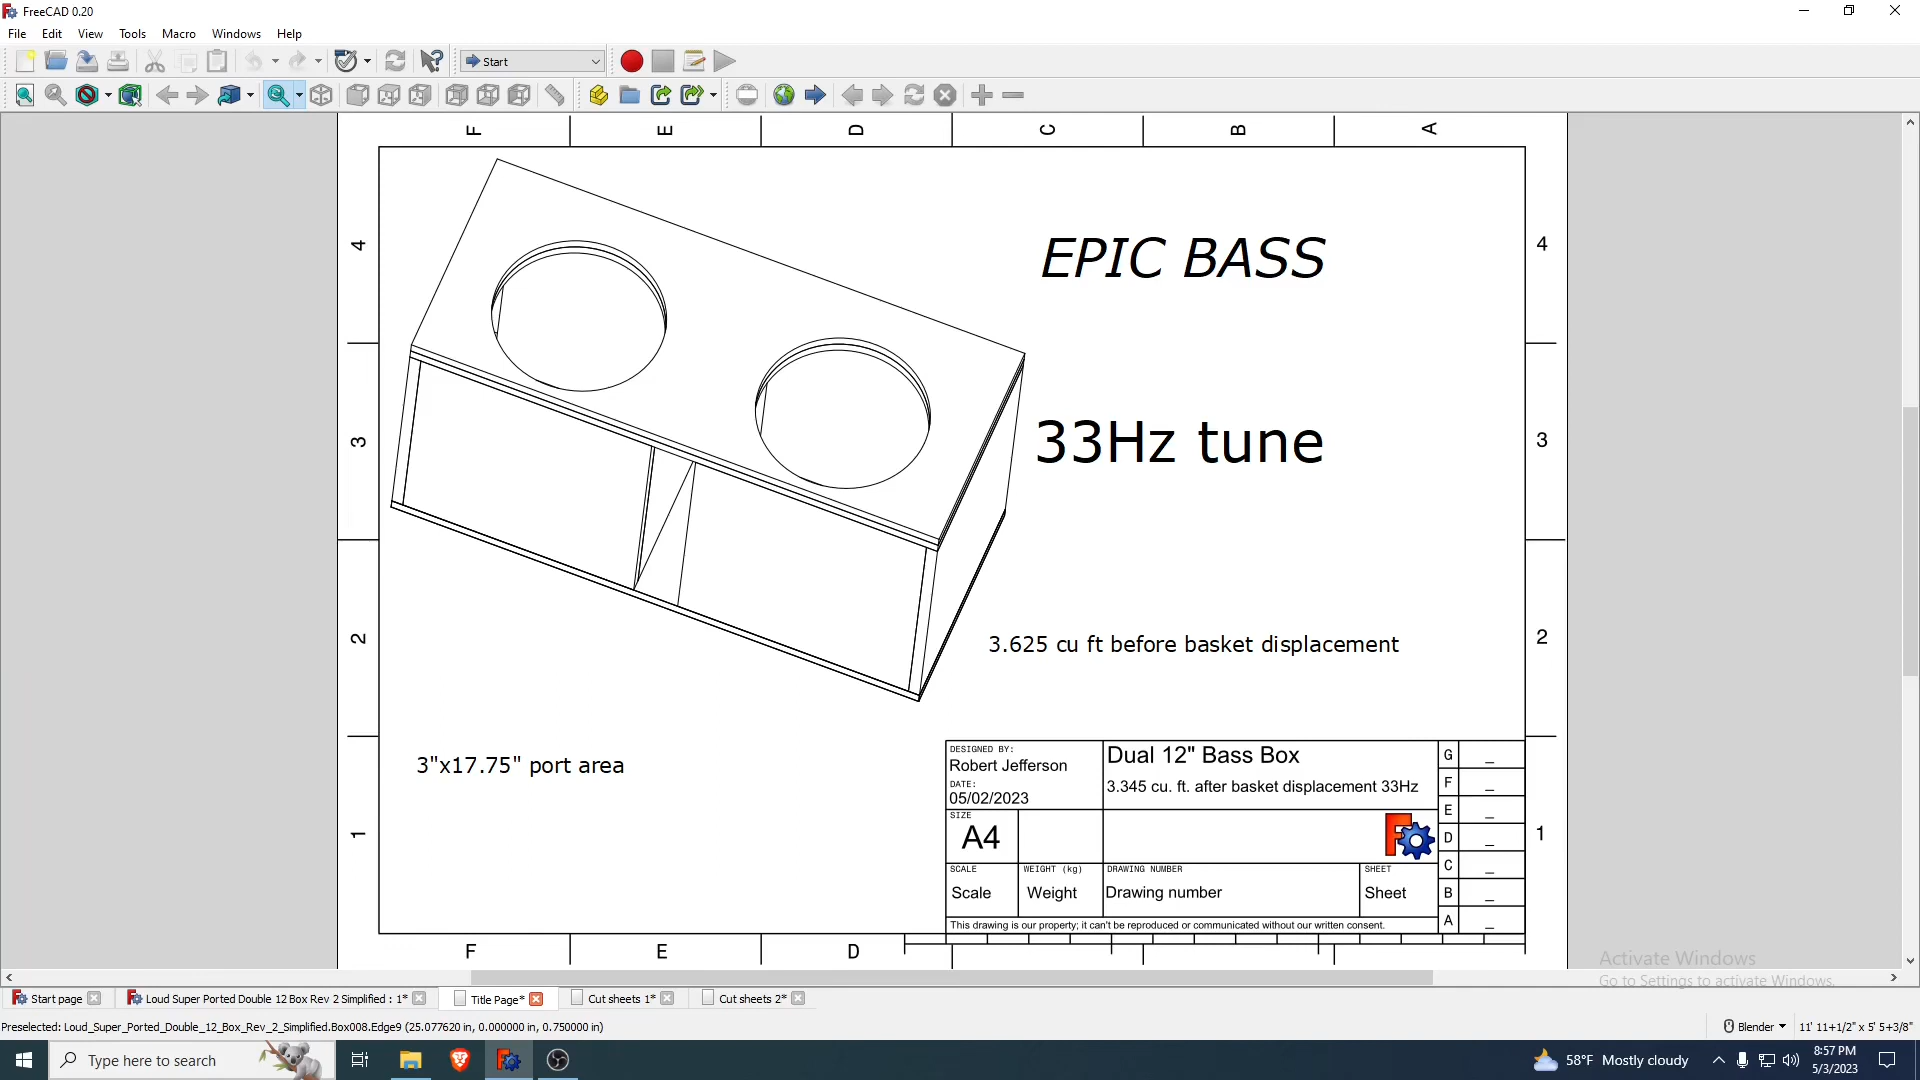 FreeCAD 0.20
File Edit View Tools Macro Windows Help
Start
F E D C B A
4 4
EPIC BASS
33Hz tune
3 3
2 2
3.625 cu ft before basket displacement
3"x17.75" port area
1 1
DESIGNED BY:
Robert Jefferson
DATE:
05/02/2023
Dual 12" Bass Box
3.345 cu. ft. after basket displacement 33Hz
SIZE
A4
SCALE
Scale
WEIGHT (kg)
Weight
DRAWING NUMBER
Drawing number
SHEET
Sheet
G _
F _
E _
D _
C _
B _
A _
This drawing is our property; it can't be reproduced or communicated without our written consent.
F E D
Activate Windows
Go to Settings to activate Windows.
Start page Loud Super Ported Double 12 Box Rev 2 Simplified : 1* Title Page* Cut sheets 1* Cut sheets 2*
Preselected: Loud_Super_Ported_Double_12_Box_Rev_2_Simplified.Box008.Edge9 (25.077620 in, 0.000000 in, 0.750000 in)
Blender 11' 11+1/2" x 5' 5+3/8"
Type here to search
58°F Mostly cloudy
8:57 PM
5/3/2023